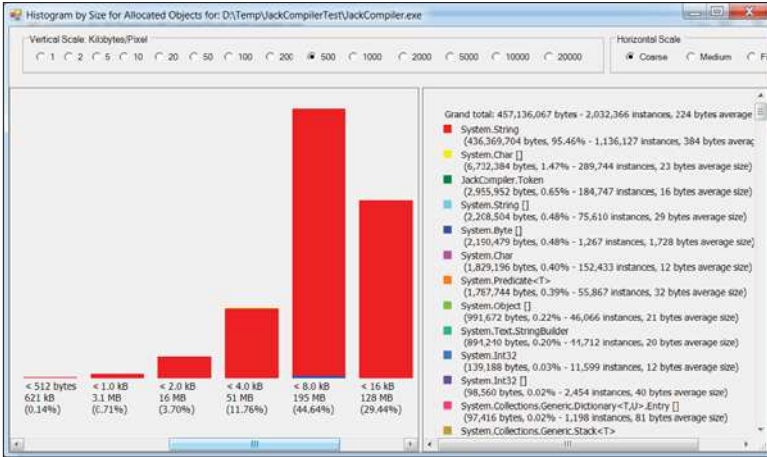 Histogram by Size for Allocated Objects for: D:\Temp\JackCompilerTest\JackCompiler.exe
Vertical Scale: Kilobytes/Pixel
1 2 5 10 20 50 100 200 500 1000 2000 5000 10000 20000
Horizontal Scale
Coarse Medium Fi
< 512 bytes
621 kB
(0.14%)
< 1.0 kB
3.1 MB
(0.71%)
< 2.0 kB
16 MB
(3.70%)
< 4.0 kB
51 MB
(11.76%)
< 8.0 kB
195 MB
(44.64%)
< 16 kB
128 MB
(29.44%)
Grand total: 457,136,067 bytes - 2,032,366 instances, 224 bytes average
System.String
(436,369,704 bytes, 95.46% - 1,136,127 instances, 384 bytes averag
System.Char []
(6,732,384 bytes, 1.47% - 289,744 instances, 23 bytes average size)
JackCompiler.Token
(2,955,952 bytes, 0.65% - 184,747 instances, 16 bytes average size)
System.String []
(2,208,504 bytes, 0.48% - 75,610 instances, 29 bytes average size)
System.Byte []
(2,190,479 bytes, 0.48% - 1,267 instances, 1,728 bytes average size)
System.Char
(1,829,196 bytes, 0.40% - 152,433 instances, 12 bytes average size)
System.Predicate<T>
(1,787,744 bytes, 0.39% - 55,867 instances, 32 bytes average size)
System.Object []
(991,672 bytes, 0.22% - 46,066 instances, 21 bytes average size)
System.Text.StringBuilder
(894,240 bytes, 0.20% - 44,712 instances, 20 bytes average size)
System.Int32
(139,188 bytes, 0.03% - 11,599 instances, 12 bytes average size)
System.Int32 []
(98,560 bytes, 0.02% - 2,454 instances, 40 bytes average size)
System.Collections.Generic.Dictionary<T,U>.Entry []
(97,416 bytes, 0.02% - 1,198 instances, 81 bytes average size)
System.Collections.Generic.Stack<T>